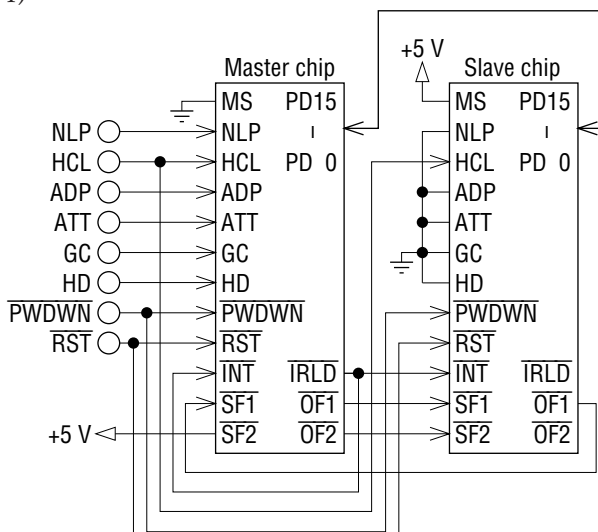 1)
+5 V
Master chip
Slave chip
MS PD15
NLP NLP I
HCL HCL PD 0
ADP ADP
ATT ATT
GC GC
HD HD
PWDWN PWDWN
RST RST
INT IRLD
SF1 OF1
+5 V SF2 OF2
MS PD15
NLP I
HCL PD 0
ADP
ATT
GC
HD
PWDWN
RST
INT IRLD
SF1 OF1
SF2 OF2